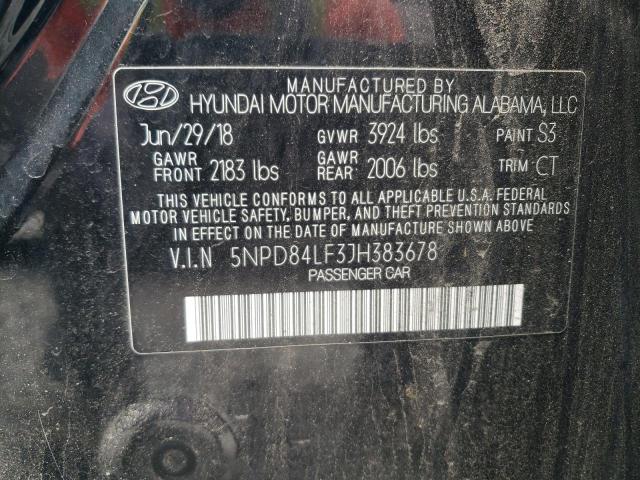 MANUFACTURED BY
HYUNDAI MOTOR MANUFACTURING ALABAMA, LLC
Jun/29/18 GVWR 3924 lbs PAINT S3
GAWR FRONT 2183 lbs GAWR REAR 2006 lbs TRIM CT
THIS VEHICLE CONFORMS TO ALL APPLICABLE U.S.A. FEDERAL
MOTOR VEHICLE SAFETY, BUMPER, AND THEFT PREVENTION STANDARDS
IN EFFECT ON THE DATE OF MANUFACTURE SHOWN ABOVE
V.I.N 5NPD84LF3JH383678
PASSENGER CAR